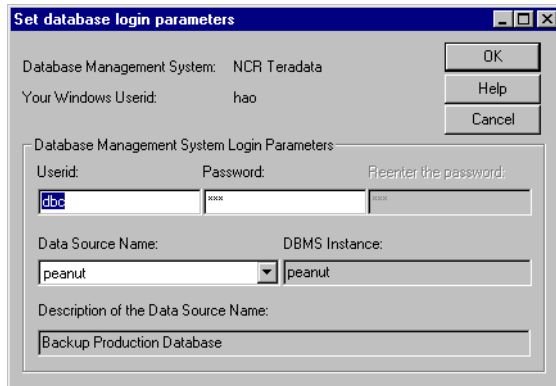 Set database login parameters
Database Management System: NCR Teradata
OK
Your Windows Userid: hao
Help
Cancel
Database Management System Login Parameters
Userid: Password: Reenter the password:
dbc *** ***
Data Source Name: DBMS Instance:
peanut peanut
Description of the Data Source Name:
Backup Production Database